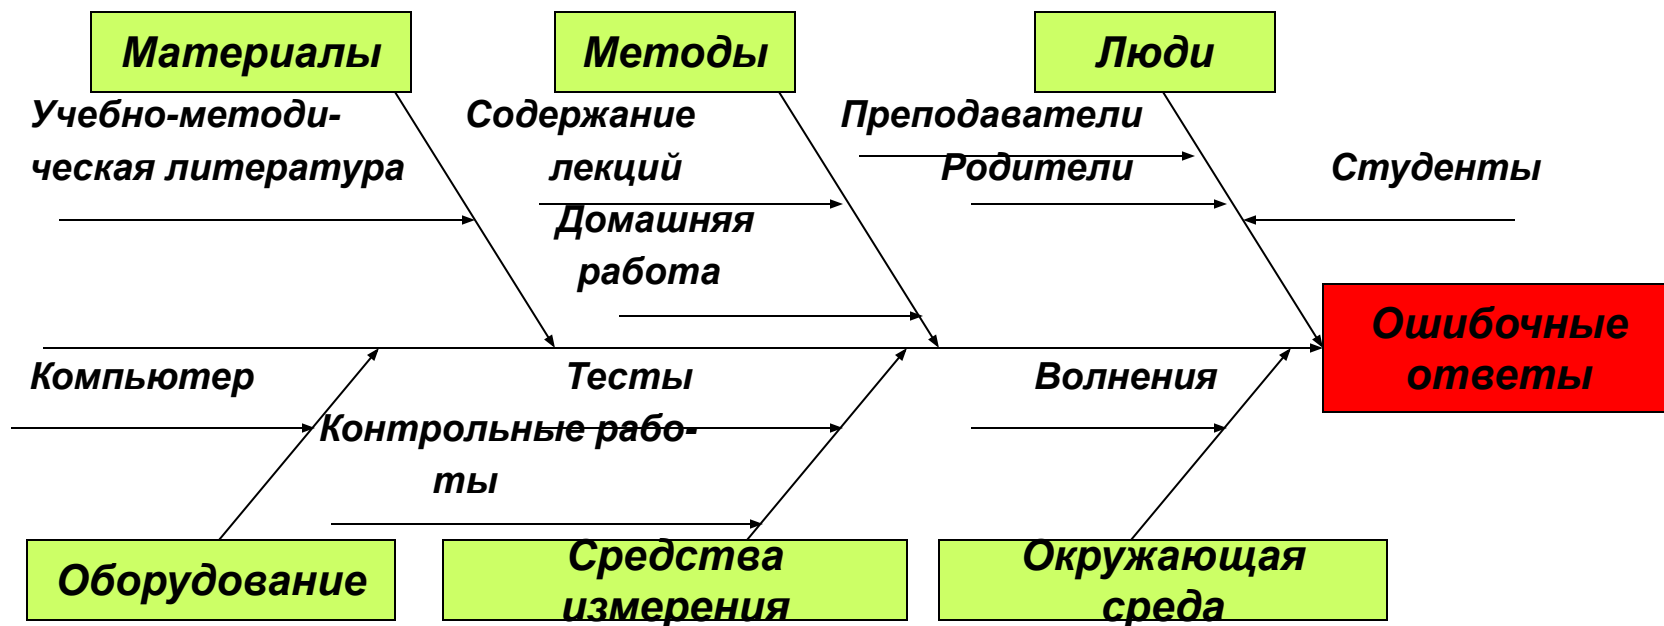 Материалы
Методы
Люди
Учебно-методи-
ческая литература
Содержание
лекций
Домашняя
работа
Преподаватели
Родители
Студенты
Ошибочные
ответы
Компьютер
Тесты
Контрольные рабо-
ты
Волнения
Оборудование
Средства
измерения
Окружающая
среда